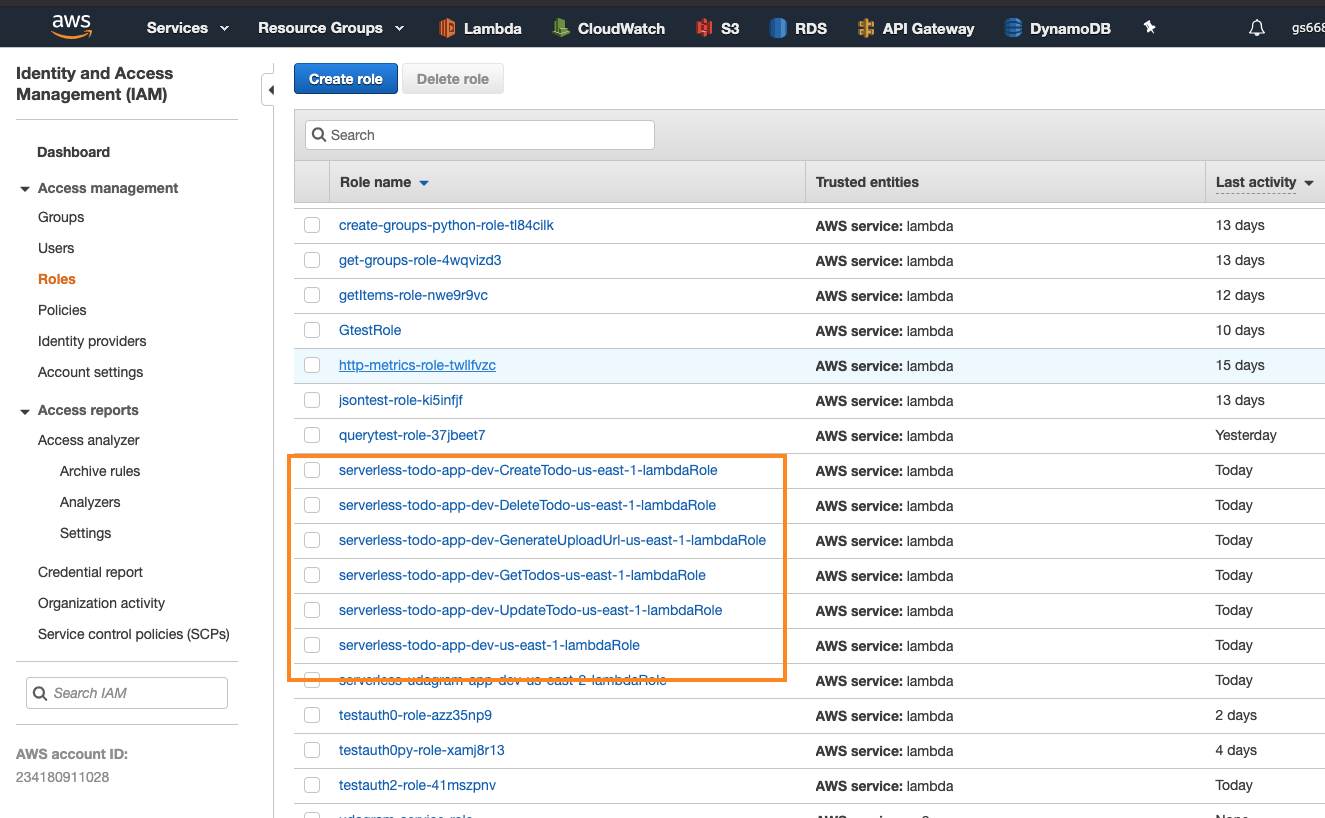 aws Services Resource Groups Lambda CloudWatch S3 RDS API Gateway DynamoDB gs668
Identity and Access
Management (IAM)
Dashboard
Access management
Groups
Users
Roles
Policies
Identity providers
Account settings
Access reports
Access analyzer
Archive rules
Analyzers
Settings
Credential report
Organization activity
Service control policies (SCPs)
Search IAM
AWS account ID:
234180911028
Create role Delete role
Search
Role name Trusted entities Last activity
create-groups-python-role-tl84cilk AWS service: lambda 13 days
get-groups-role-4wqvizd3 AWS service: lambda 13 days
getItems-role-nwe9r9vc AWS service: lambda 12 days
GtestRole AWS service: lambda 10 days
http-metrics-role-twllfvzc AWS service: lambda 15 days
jsontest-role-ki5infjf AWS service: lambda 13 days
querytest-role-37jbeet7 AWS service: lambda Yesterday
serverless-todo-app-dev-CreateTodo-us-east-1-lambdaRole AWS service: lambda Today
serverless-todo-app-dev-DeleteTodo-us-east-1-lambdaRole AWS service: lambda Today
serverless-todo-app-dev-GenerateUploadUrl-us-east-1-lambdaRole AWS service: lambda Today
serverless-todo-app-dev-GetTodos-us-east-1-lambdaRole AWS service: lambda Today
serverless-todo-app-dev-UpdateTodo-us-east-1-lambdaRole AWS service: lambda Today
serverless-todo-app-dev-us-east-1-lambdaRole AWS service: lambda Today
serverless-udagram-app-dev-us-east-2-lambdaRole AWS service: lambda Today
testauth0-role-azz35np9 AWS service: lambda 2 days
testauth0py-role-xamj8r13 AWS service: lambda 4 days
testauth2-role-41mszpnv AWS service: lambda Today